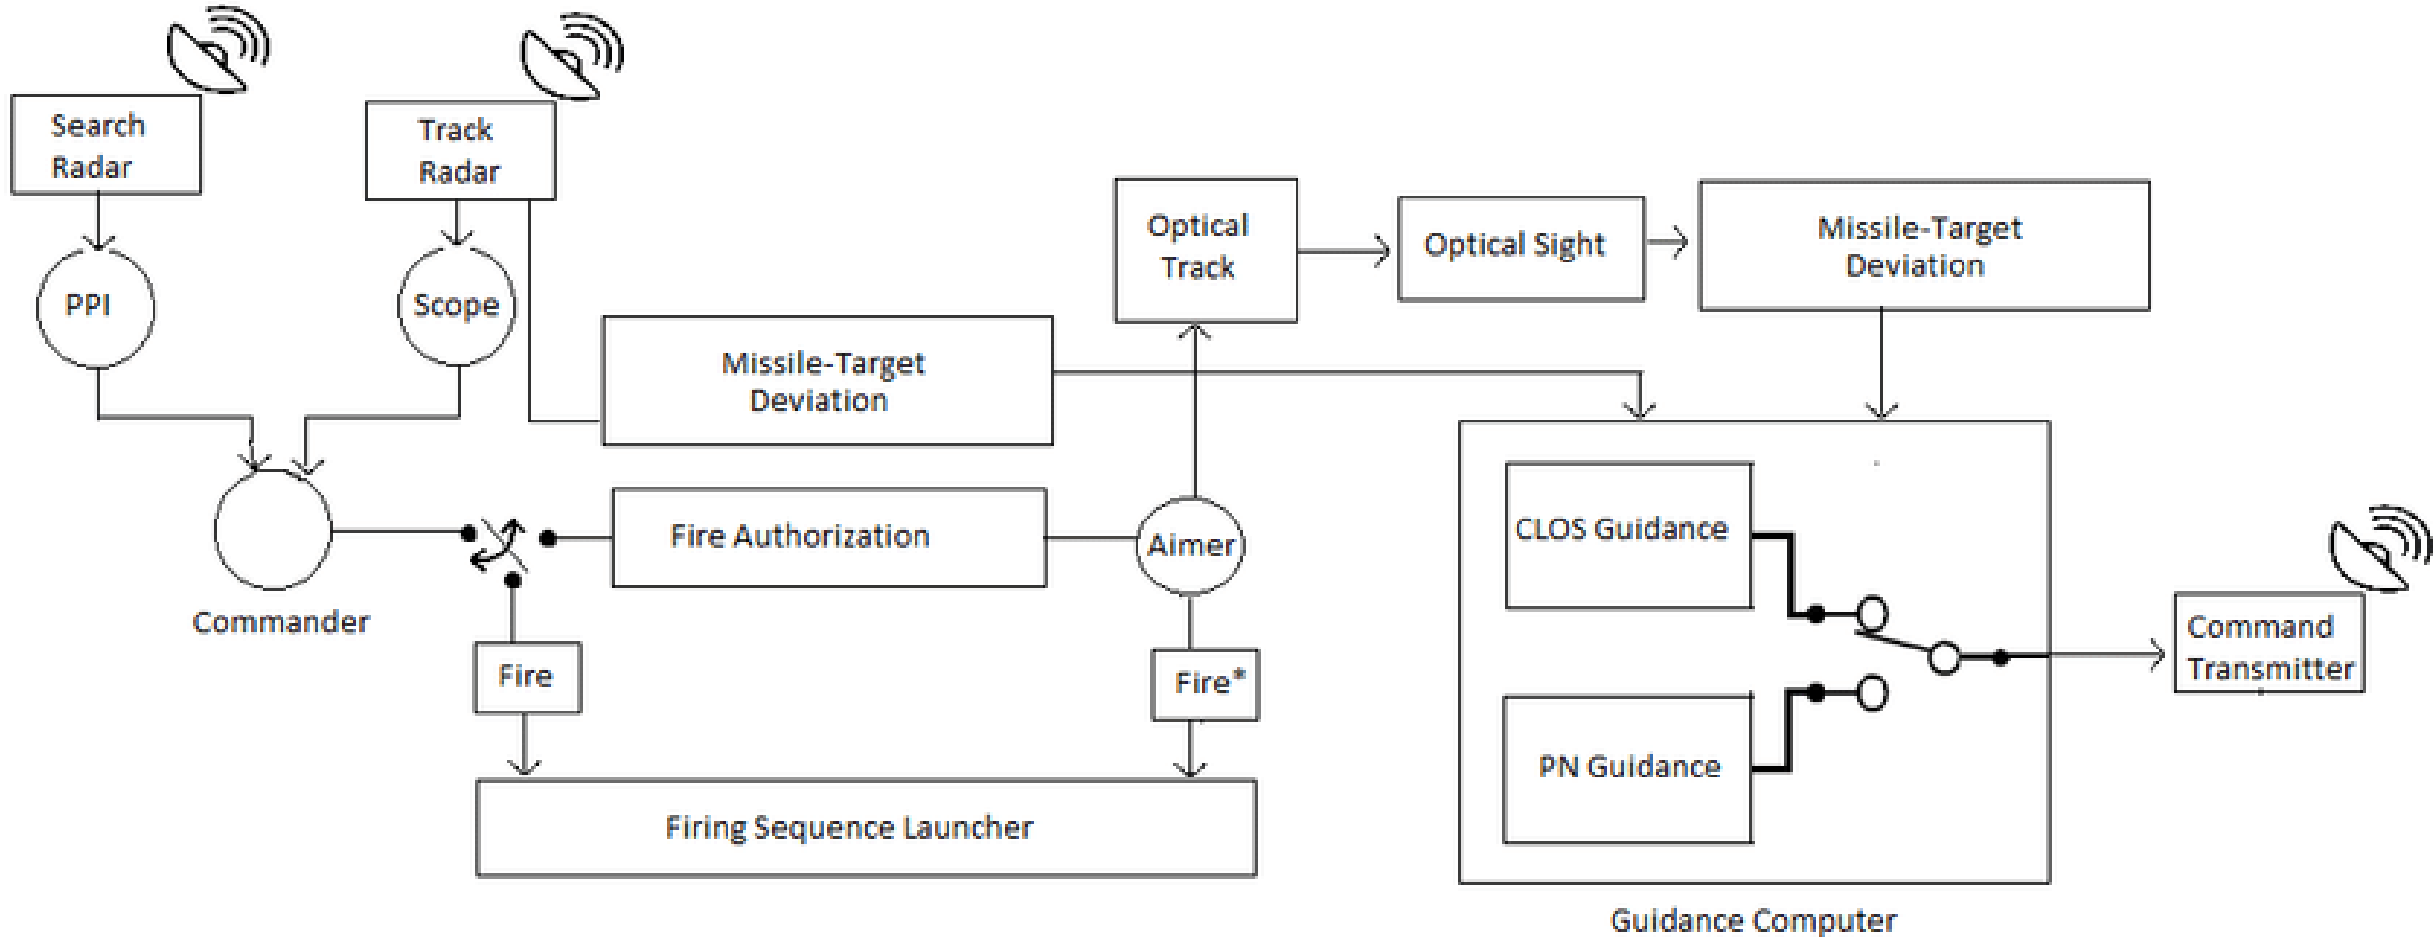 Search
Radar
Track
Radar
PPI
Scope
Commander
Missile-Target
Deviation
Fire Authorization
Aimer
Fire
Fire*
Firing Sequence Launcher
Optical
Track
Optical Sight
Missile-Target
Deviation
CLOS Guidance
PN Guidance
Guidance Computer
Command
Transmitter